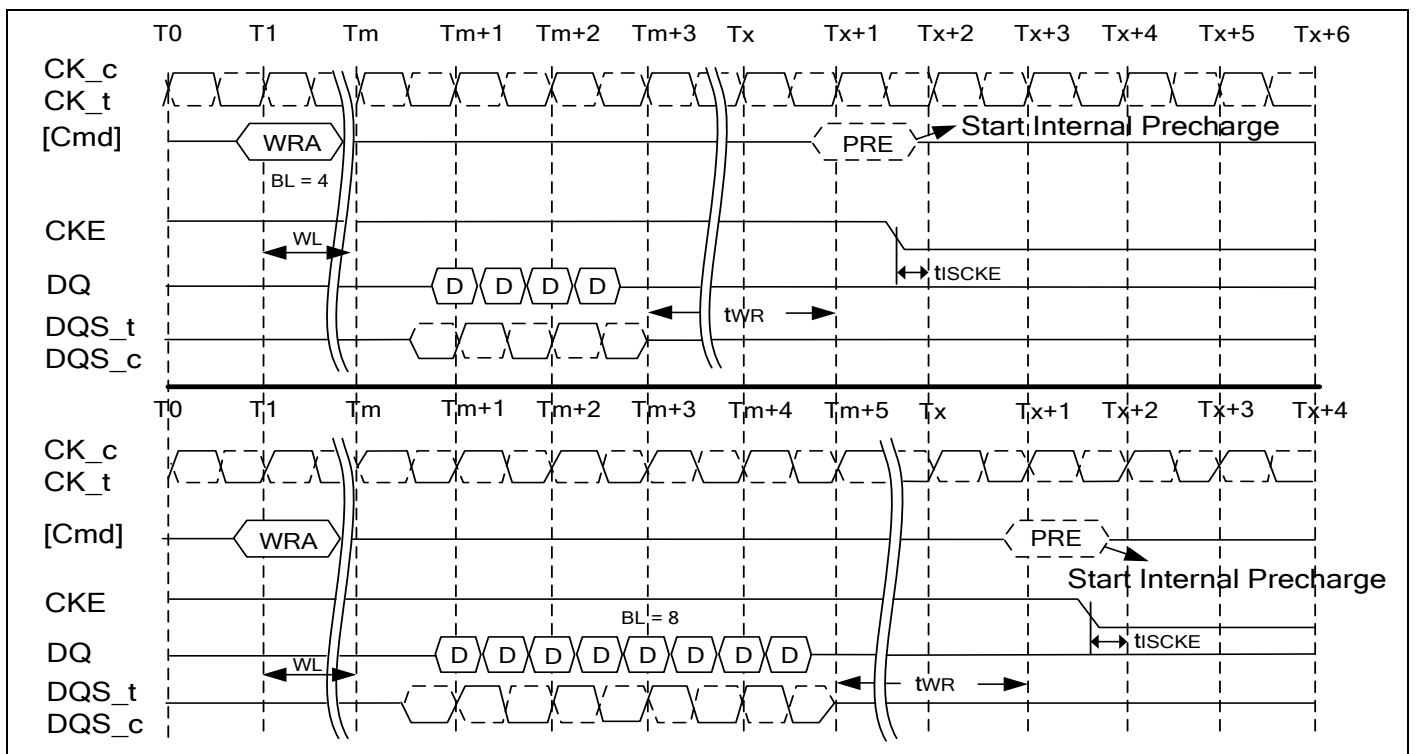 T0 T1 Tm Tm+1 Tm+2 Tm+3 Tx Tx+1 Tx+2 Tx+3 Tx+4 Tx+5 Tx+6
CK_c
CK_t
[Cmd] WRA PRE Start Internal Precharge
BL = 4
CKE
WL
tISCKE
DQ D D D D
tWR
DQS_t
DQS_c
T0 T1 Tm Tm+1 Tm+2 Tm+3 Tm+4 Tm+5 Tx Tx+1 Tx+2 Tx+3 Tx+4
CK_c
CK_t
[Cmd] WRA PRE
Start Internal Precharge
CKE
BL = 8
tISCKE
DQ D D D D D D D D
WL
tWR
DQS_t
DQS_c